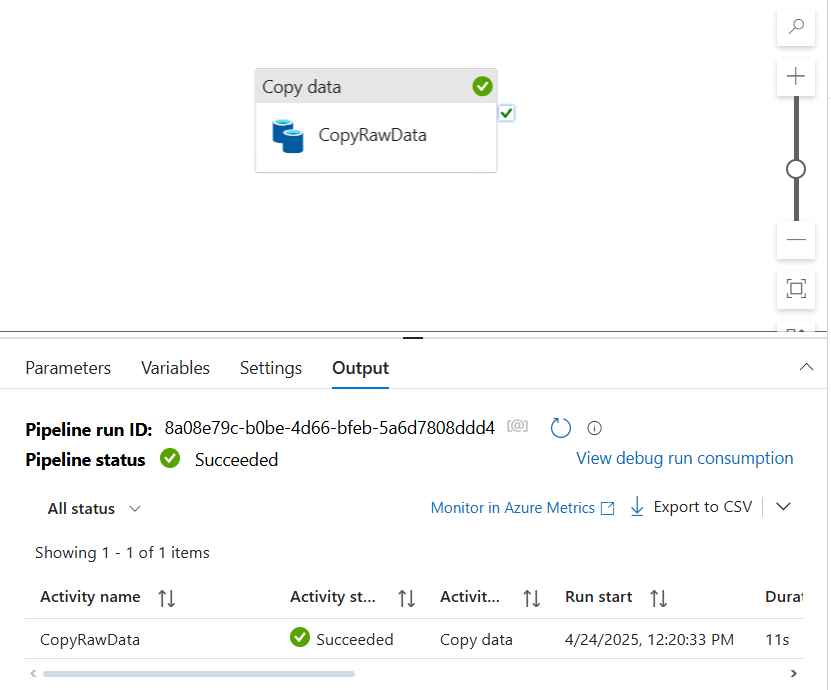 Copy data
CopyRawData
Parameters Variables Settings Output
Pipeline run ID: 8a08e79c-b0be-4d66-bfeb-5a6d7808ddd4 [@]
Pipeline status Succeeded View debug run consumption
All status Monitor in Azure Metrics Export to CSV
Showing 1 - 1 of 1 items
Activity name Activity st... Activit... Run start Durat
CopyRawData Succeeded Copy data 4/24/2025, 12:20:33 PM 11s